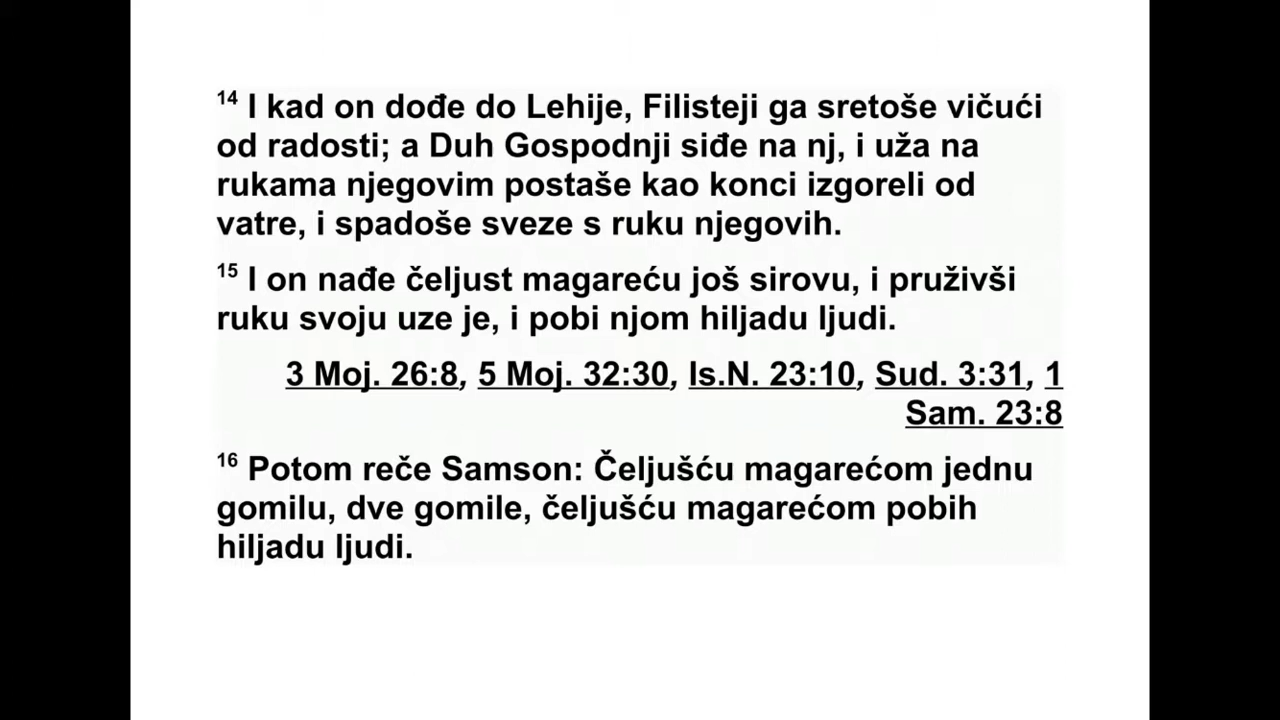 14 I kad on dođe do Lehije, Filisteji ga sretoše vičući
od radosti; a Duh Gospodnji siđe na nj, i uža na
rukama njegovim postaše kao konci izgoreli od
vatre, i spadoše sveze s ruku njegovih.
15 I on nađe čeljust magareću još sirovu, i pruživši
ruku svoju uze je, i pobi njom hiljadu ljudi.
3 Moj. 26:8, 5 Moj. 32:30, Is.N. 23:10, Sud. 3:31, 1
Sam. 23:8
16 Potom reče Samson: Čeljušću magarećom jednu
gomilu, dve gomile, čeljušću magarećom pobih
hiljadu ljudi.